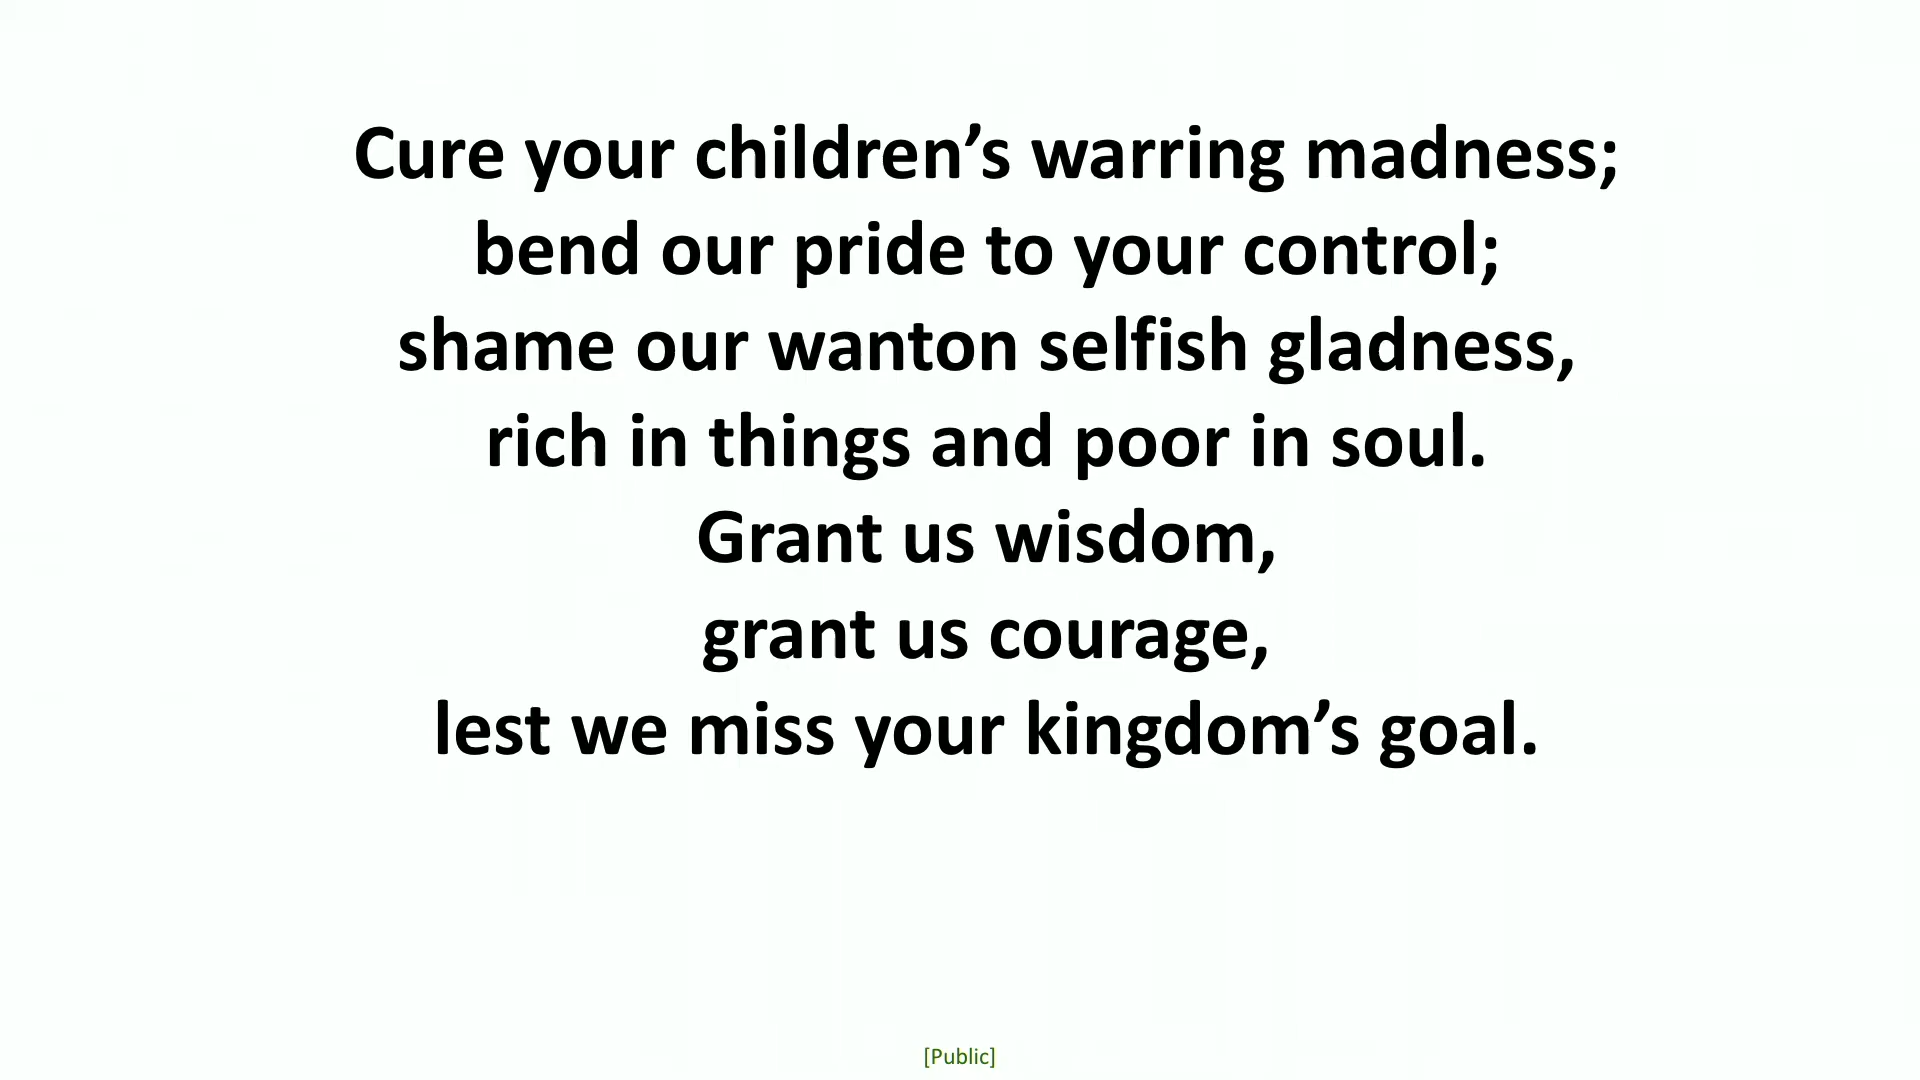 Cure your children’s warring madness;
bend our pride to your control;
shame our wanton selfish gladness,
rich in things and poor in soul.
Grant us wisdom,
grant us courage,
lest we miss your kingdom’s goal.
[Public]